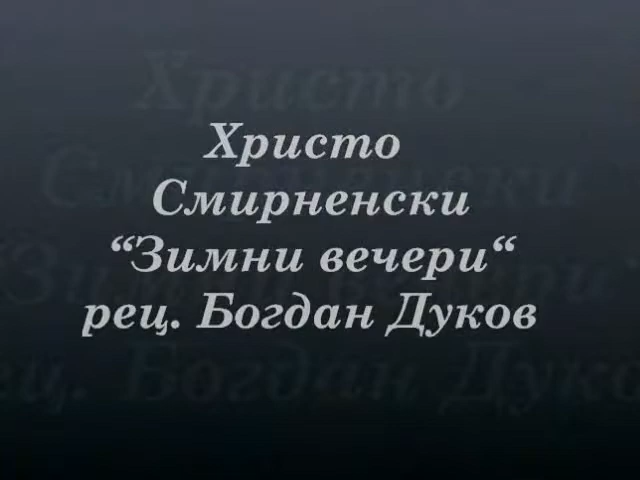 Христо
Смирненски
“Зимни вечери“
рец. Богдан Дуков